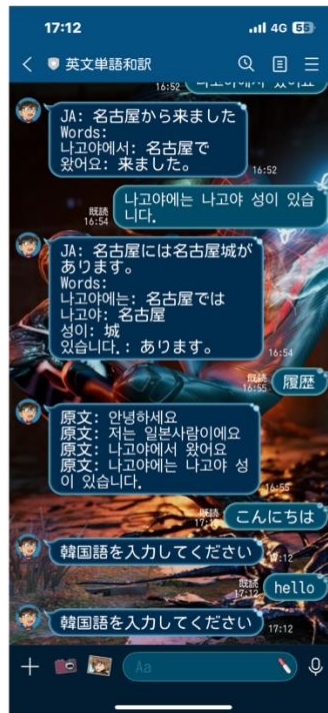 17:12
4G 55
英文単語和訳
16:52
JA: 名古屋から来ました
Words:
나고야에서: 名古屋で
왔어요: 来ました。
16:52
나고야에는 나고야 성이 있습
니다.
既読
16:54
JA: 名古屋には名古屋城が
あります。
Words:
나고야에는: 名古屋では
나고야: 名古屋
성이: 城
있습니다.: あります。
16:54
履歴
既読
16:55
原文: 안녕하세요
原文: 저는 일본사람이에요
原文: 나고야에서 왔어요
原文: 나고야에는 나고야 성
이 있습니다.
16:55
こんにちは
既読
17:12
韓国語を入力してください
17:12
hello
既読
17:12
韓国語を入力してください
17:12
Aa